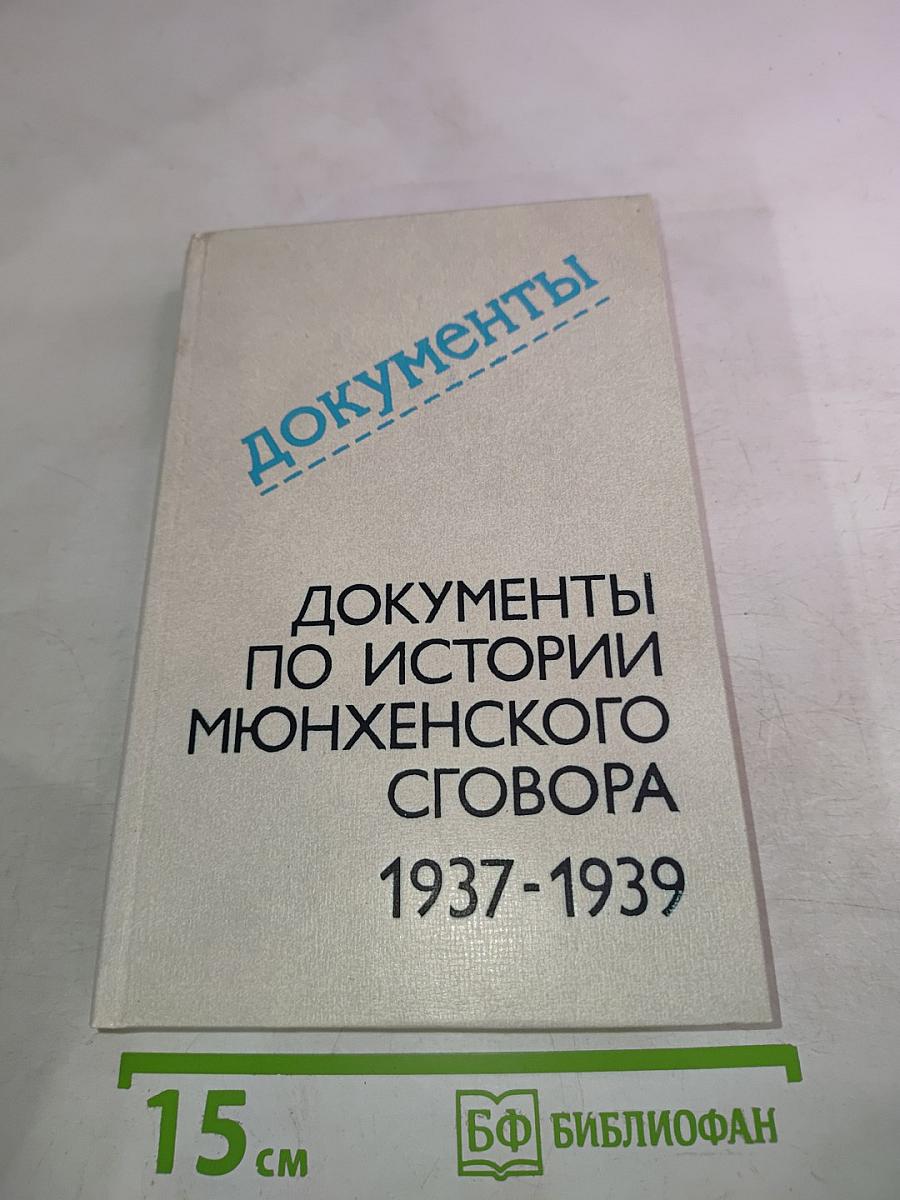 документы
ДОКУМЕНТЫ
ПО ИСТОРИИ
МЮНХЕНСКОГО
СГОВОРА
1937-1939
15 см
БФ БИБЛИОФАН